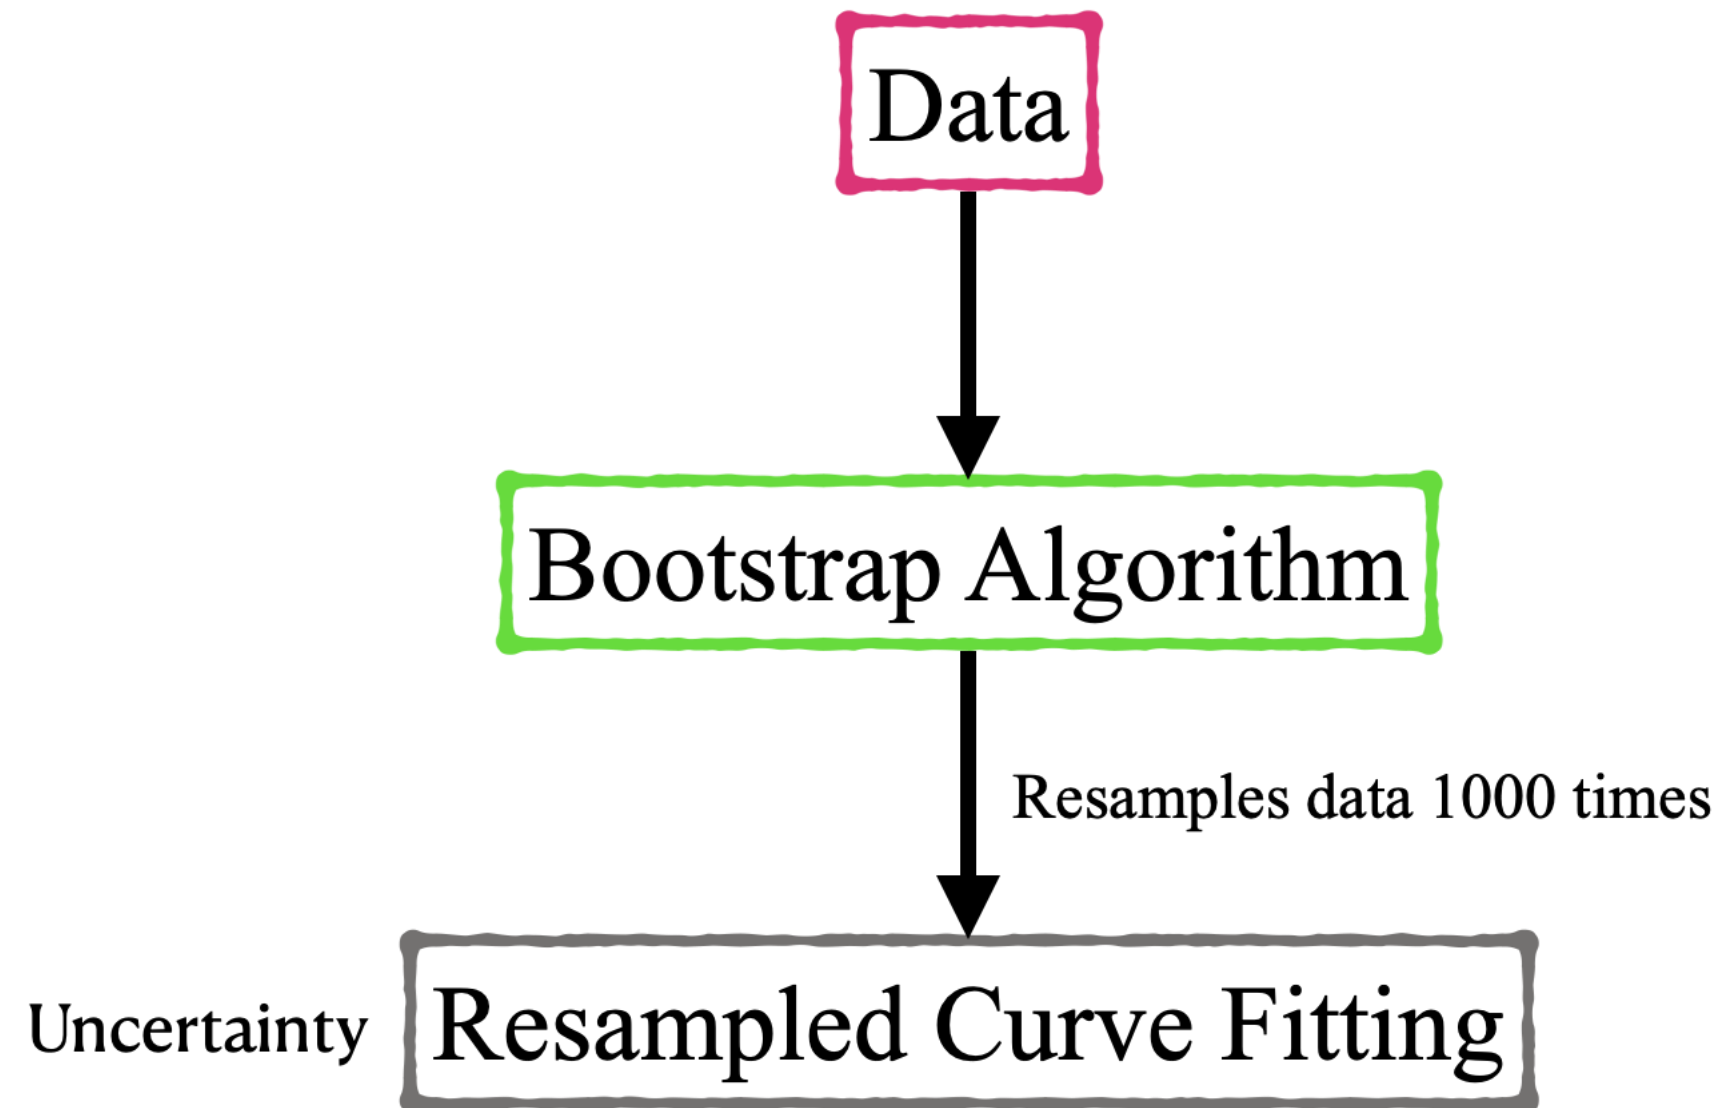 Data
Bootstrap Algorithm
Resamples data 1000 times
Uncertainty
Resampled Curve Fitting